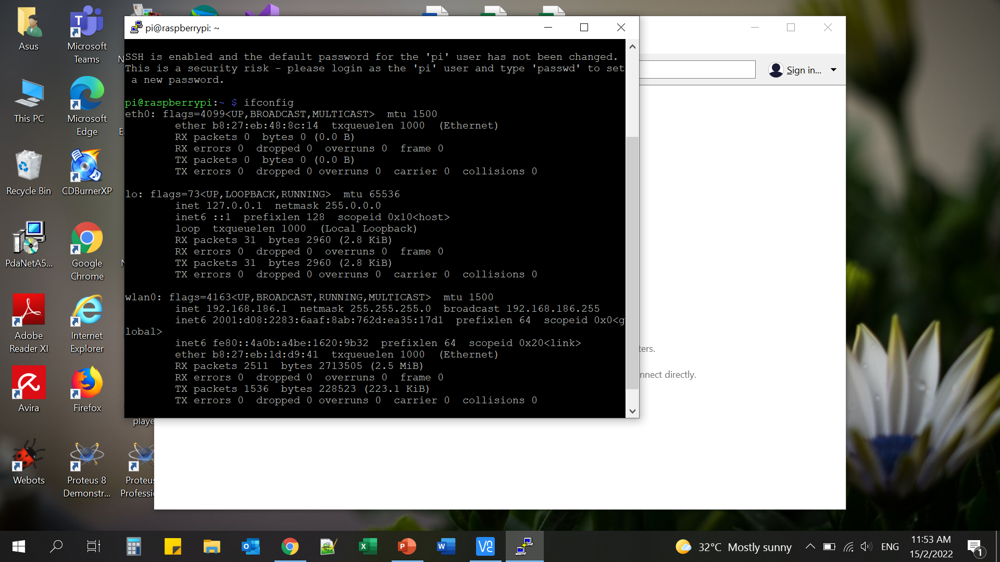 pi@raspberrypi: ~
SSH is enabled and the default password for the 'pi' user has not been changed.
This is a security risk - please login as the 'pi' user and type 'passwd' to set
 a new password.
pi@raspberrypi:~ $ ifconfig
eth0: flags=4099<UP,BROADCAST,MULTICAST>  mtu 1500
        ether b8:27:eb:48:8c:14  txqueuelen 1000  (Ethernet)
        RX packets 0  bytes 0 (0.0 B)
        RX errors 0  dropped 0  overruns 0  frame 0
        TX packets 0  bytes 0 (0.0 B)
        TX errors 0  dropped 0 overruns 0  carrier 0  collisions 0
lo: flags=73<UP,LOOPBACK,RUNNING>  mtu 65536
        inet 127.0.0.1  netmask 255.0.0.0
        inet6 ::1  prefixlen 128  scopeid 0x10<host>
        loop  txqueuelen 1000  (Local Loopback)
        RX packets 31  bytes 2960 (2.8 KiB)
        RX errors 0  dropped 0  overruns 0  frame 0
        TX packets 31  bytes 2960 (2.8 KiB)
        TX errors 0  dropped 0 overruns 0  carrier 0  collisions 0
wlan0: flags=4163<UP,BROADCAST,RUNNING,MULTICAST>  mtu 1500
        inet 192.168.186.1  netmask 255.255.255.0  broadcast 192.168.186.255
        inet6 2001:d08:2283:6aaf:8ab:762d:ea35:17d1  prefixlen 64  scopeid 0x0<g
lobal>
        inet6 fe80::4a0b:a4be:1620:9b32  prefixlen 64  scopeid 0x20<link>
        ether b8:27:eb:1d:d9:41  txqueuelen 1000  (Ethernet)
        RX packets 2511  bytes 2713505 (2.5 MiB)
        RX errors 0  dropped 0  overruns 0  frame 0
        TX packets 1536  bytes 228523 (223.1 KiB)
        TX errors 0  dropped 0 overruns 0  carrier 0  collisions 0
Sign in...
ters.
nnect directly.
Asus
Microsoft
Teams
This PC
Microsoft
Edge
Recycle Bin
CDBurnerXP
PdaNetA5...
Google
Chrome
Adobe
Reader XI
Internet
Explorer
Avira
Firefox
playe
Webots
Proteus 8
Demonstr...
Proteus
Professi
32°C Mostly sunny
ENG
11:53 AM
15/2/2022
1